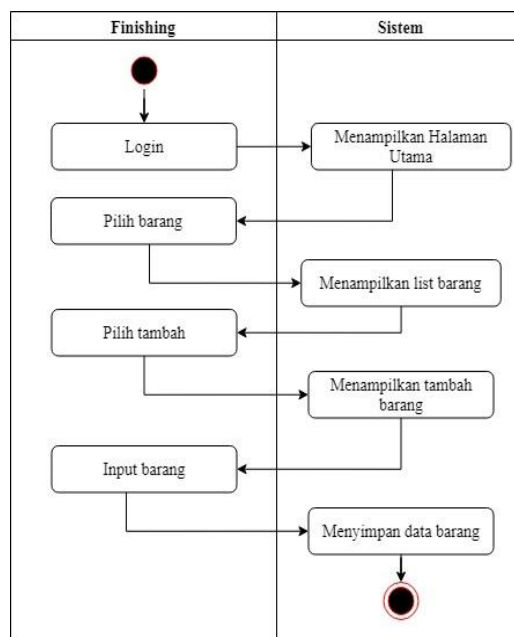 Finishing
Sistem
Login
Menampilkan Halaman
Utama
Pilih barang
Menampilkan list barang
Pilih tambah
Menampilkan tambah
barang
Input barang
Menyimpan data barang